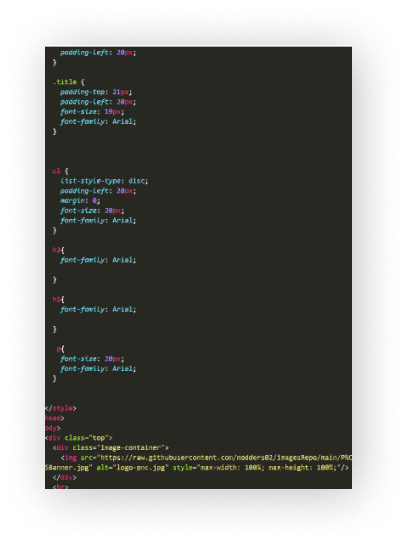 padding-left: 20px;
}
.title {
padding-top: 21px;
padding-left: 20px;
font-size: 19px;
font-family: Arial;
}
ul {
list-style-type: disc;
padding-left: 20px;
margin: 0;
font-size: 20px;
font-family: Arial;
}
h3{
font-family: Arial;
}
h1{
font-family: Arial;
}
p{
font-size: 20px;
font-family: Arial;
}
</style>
head>
ody>
<div class="top">
<div class="image-container">
<img src="https://raw.githubusercontent.com/modders02/imagesRepo/main/PNC
SBanner.jpg" alt="logo-pnc.jpg" style="max-width: 100%; max-height: 100%;"/>
</div>
<br>